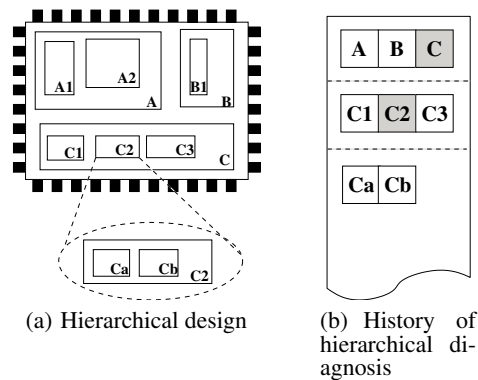 A1
A2
A
B1
B
C1
C2
C3
C
Ca
Cb
C2
(a) Hierarchical design
A B C
C1 C2 C3
Ca Cb
(b) History of
hierarchical di-
agnosis